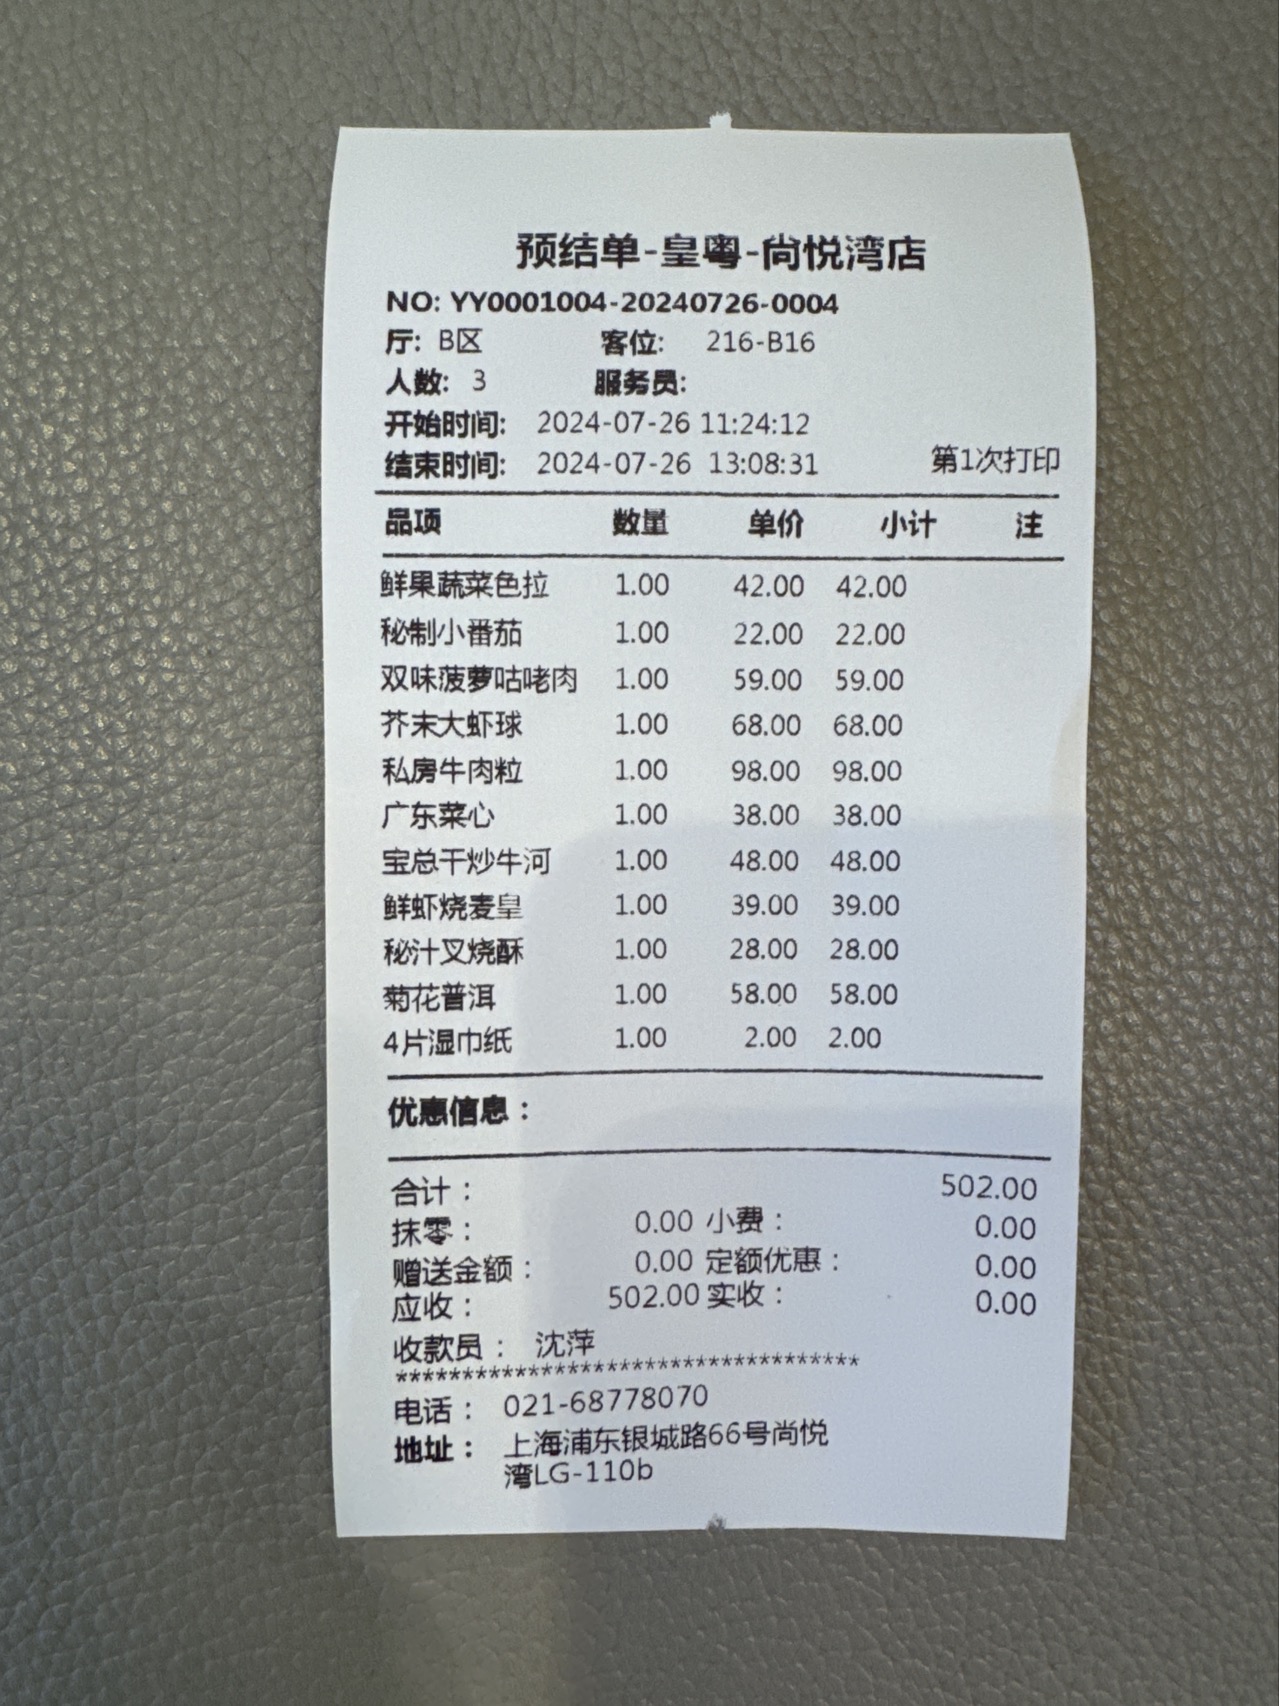 预结单-皇粤-尚悦湾店
NO: YY0001004-20240726-0004
厅: B区 客位: 216-B16
人数: 3 服务员:
开始时间: 2024-07-26 11:24:12
结束时间: 2024-07-26 13:08:31 第1次打印
品项 数量 单价 小计 注
鲜果蔬菜色拉 1.00 42.00 42.00
秘制小番茄 1.00 22.00 22.00
双味菠萝咕咾肉 1.00 59.00 59.00
芥末大虾球 1.00 68.00 68.00
私房牛肉粒 1.00 98.00 98.00
广东菜心 1.00 38.00 38.00
宝总干炒牛河 1.00 48.00 48.00
鲜虾烧麦皇 1.00 39.00 39.00
秘汁叉烧酥 1.00 28.00 28.00
菊花普洱 1.00 58.00 58.00
4片湿巾纸 1.00 2.00 2.00
优惠信息：
合计： 502.00
抹零： 0.00 小费： 0.00
赠送金额： 0.00 定额优惠： 0.00
应收： 502.00 实收： 0.00
收款员： 沈萍
***********************************
电话： 021-68778070
地址： 上海浦东银城路66号尚悦
湾LG-110b